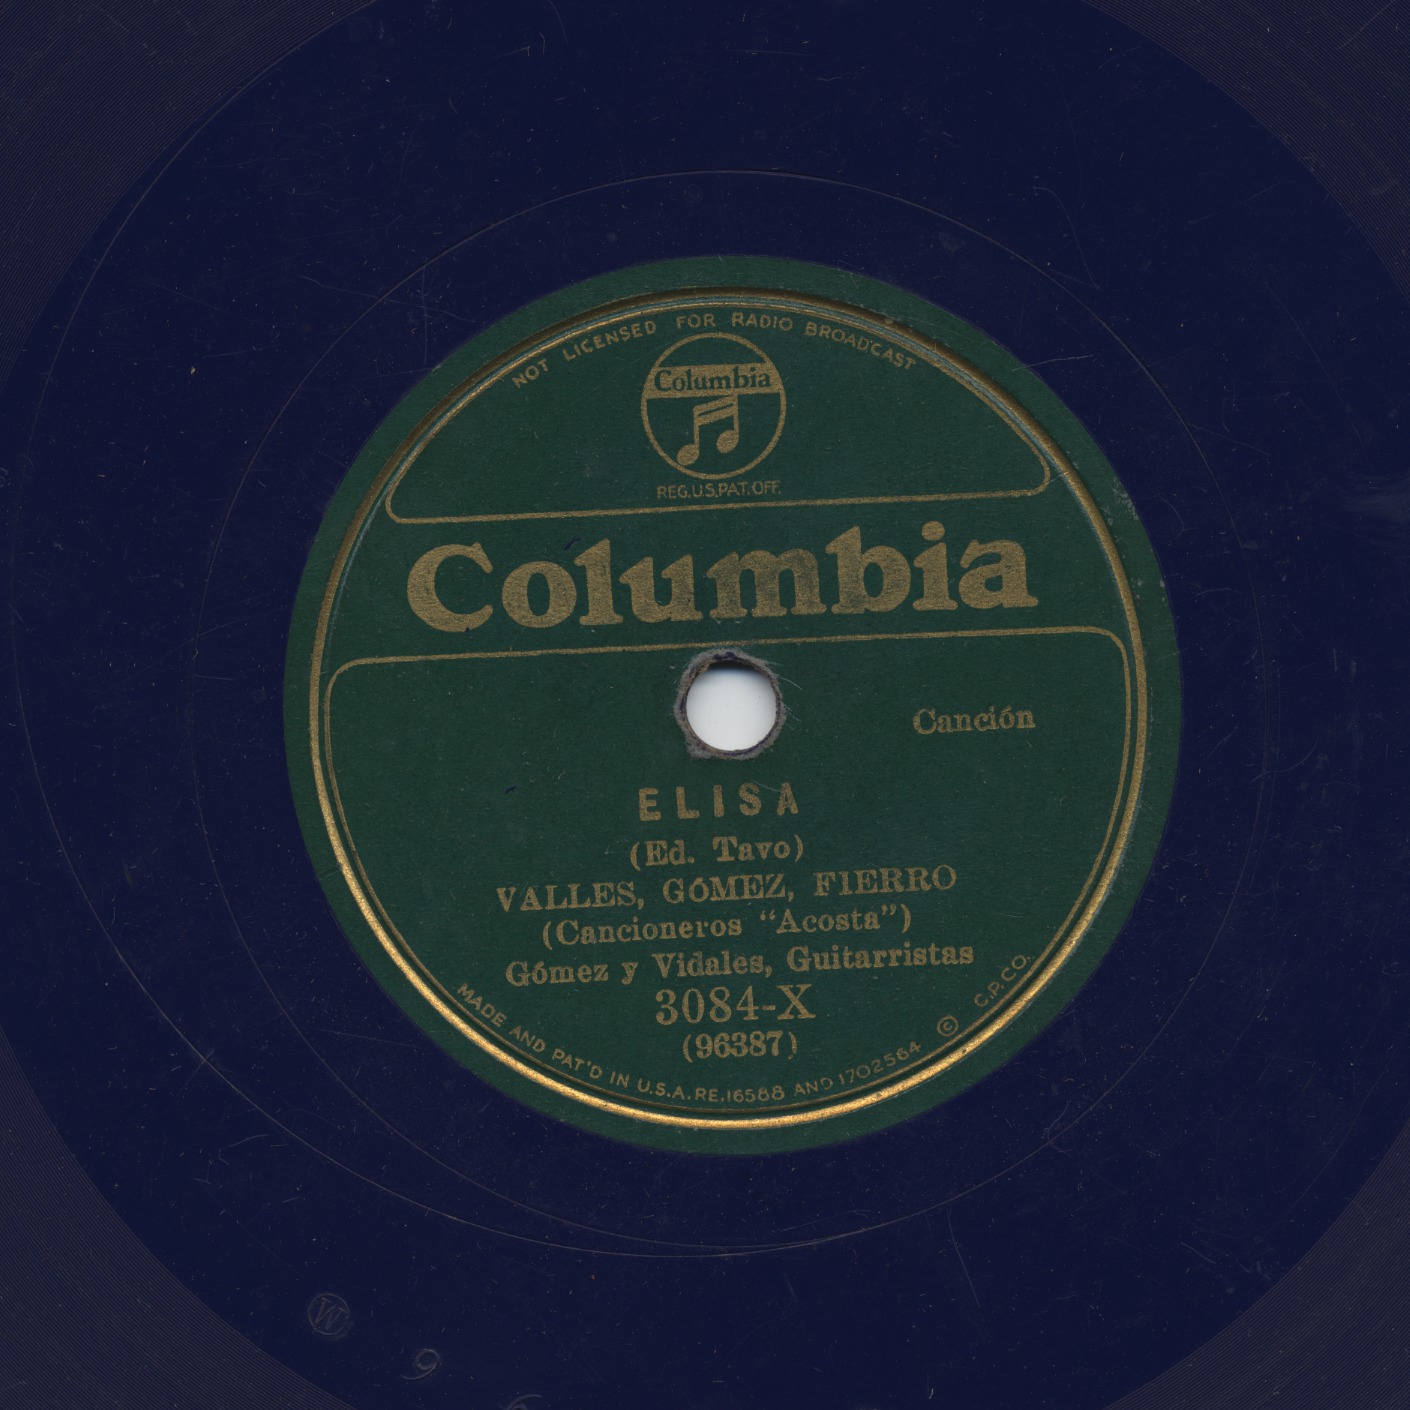 NOT LICENSED FOR RADIO BROADCAST
Columbia
REG.U.S.PAT.OFF.
Columbia
Canción
ELISA
(Ed. Tavo)
VALLES, GÓMEZ, FIERRO
(Cancioneros "Acosta")
Gómez y Vidales, Guitarristas
3084-X
(96387)
MADE AND PAT'D IN U.S.A. RE.16588 AND 1702564 © C.P.CO.
W
9